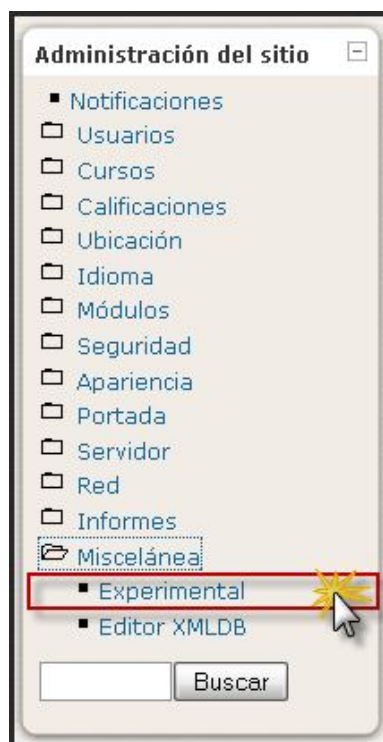 Administración del sitio
Notificaciones
Usuarios
Cursos
Calificaciones
Ubicación
Idioma
Módulos
Seguridad
Apariencia
Portada
Servidor
Red
Informes
Miscelánea
Experimental
Editor XMLDB
Buscar